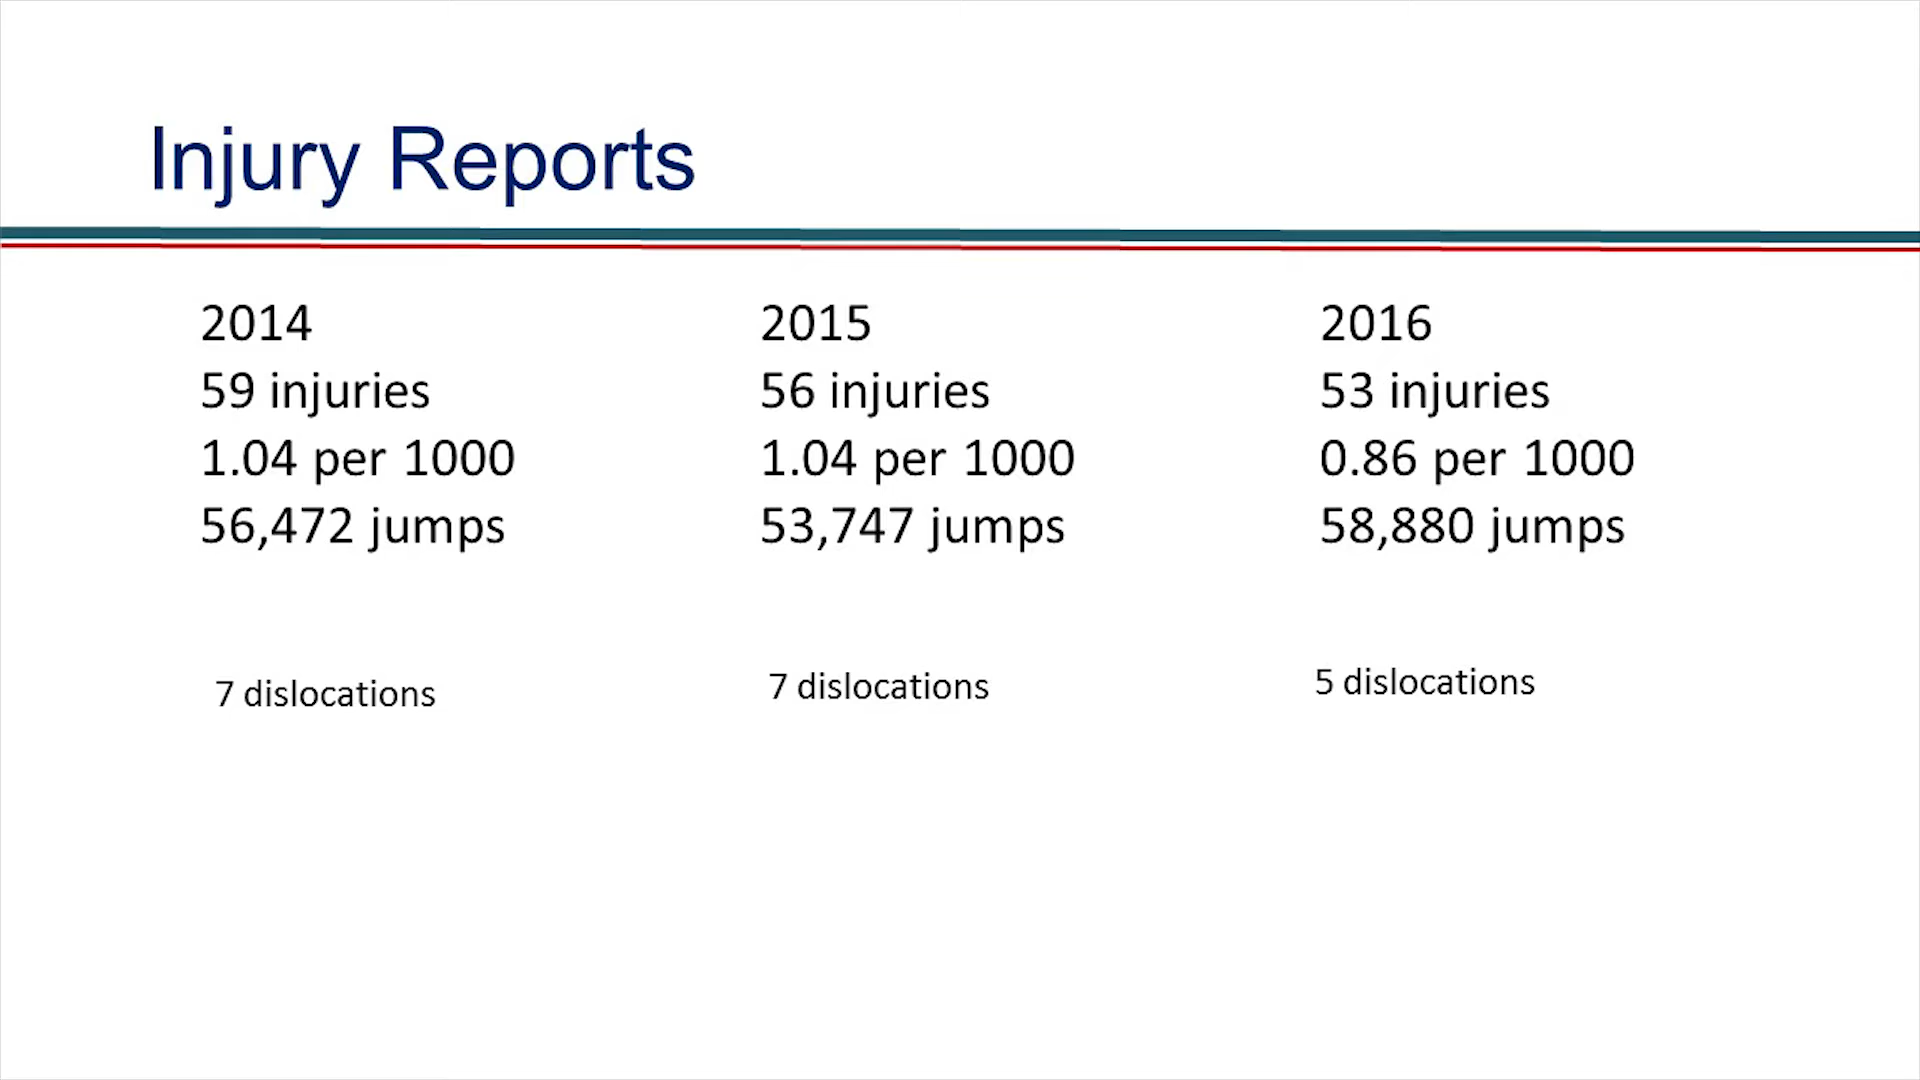 Injury Reports
2014
59 injuries
1.04 per 1000
56,472 jumps
7 dislocations
2015
56 injuries
1.04 per 1000
53,747 jumps
7 dislocations
2016
53 injuries
0.86 per 1000
58,880 jumps
5 dislocations